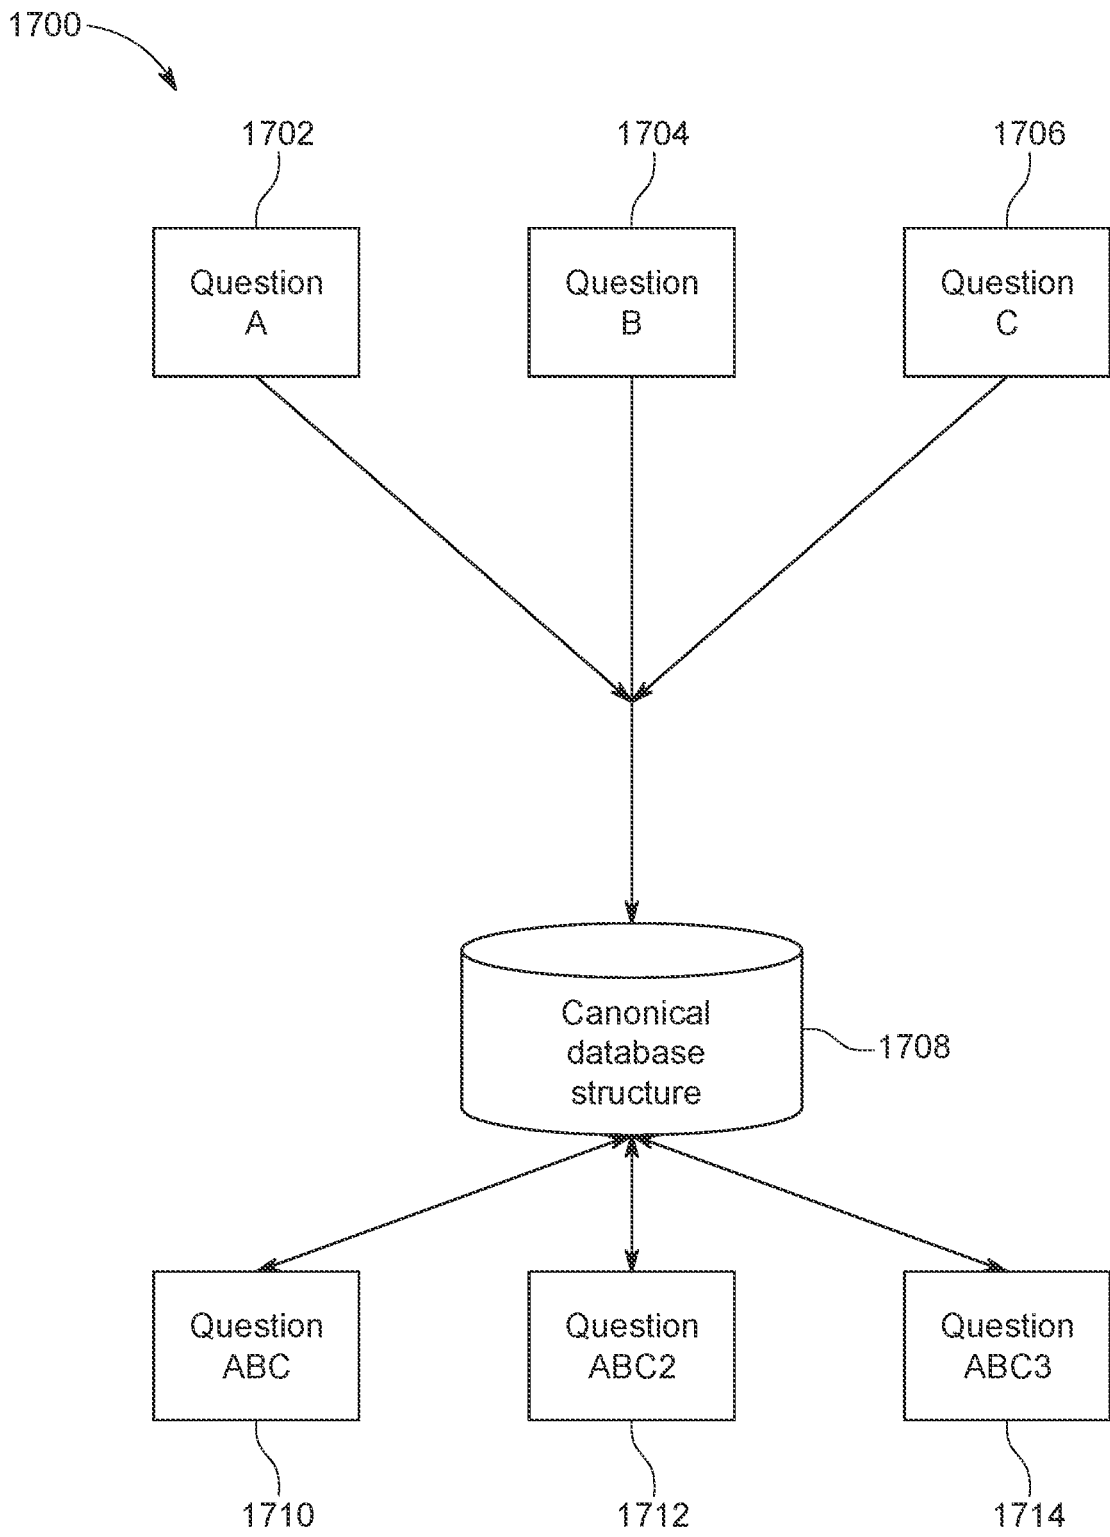 1700
1702
1704
1706
Question
A
Question
B
Question
C
Canonical
database
structure
1708
Question
ABC
Question
ABC2
Question
ABC3
1710
1712
1714